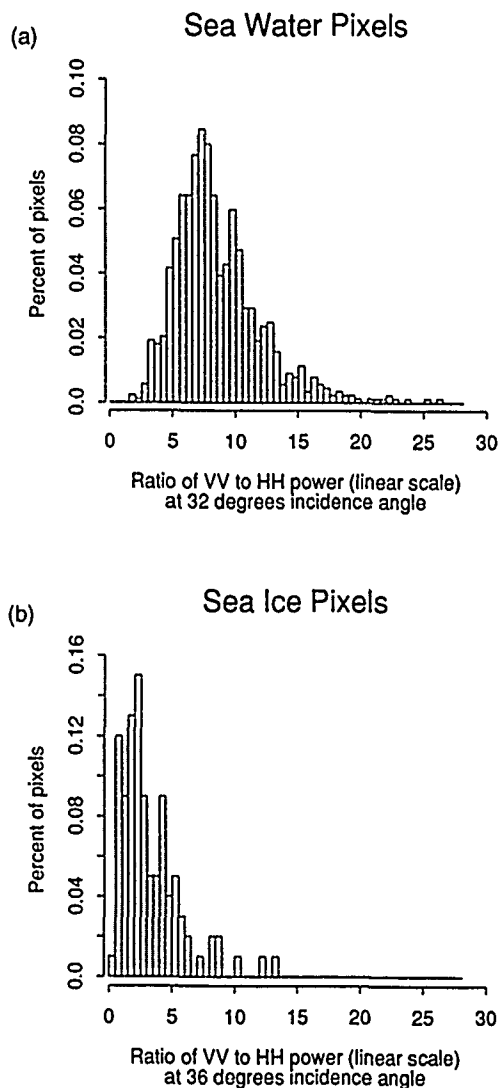 (a)
Sea Water Pixels
Percent of pixels
0.10
0.08
0.06
0.04
0.02
0.0
0 5 10 15 20 25 30
Ratio of VV to HH power (linear scale)
at 32 degrees incidence angle
(b)
Sea Ice Pixels
Percent of pixels
0.16
0.12
0.08
0.04
0.0
0 5 10 15 20 25 30
Ratio of VV to HH power (linear scale)
at 36 degrees incidence angle